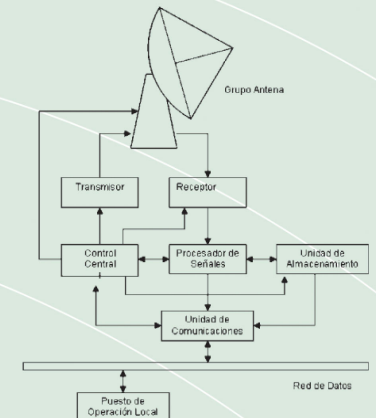 Grupo Antena
Transmisor
Receptor
Control
Central
Procesador de
Señales
Unidad de
Almacenamiento
Unidad de
Comunicaciones
Red de Datos
Puesto de
Operación Local